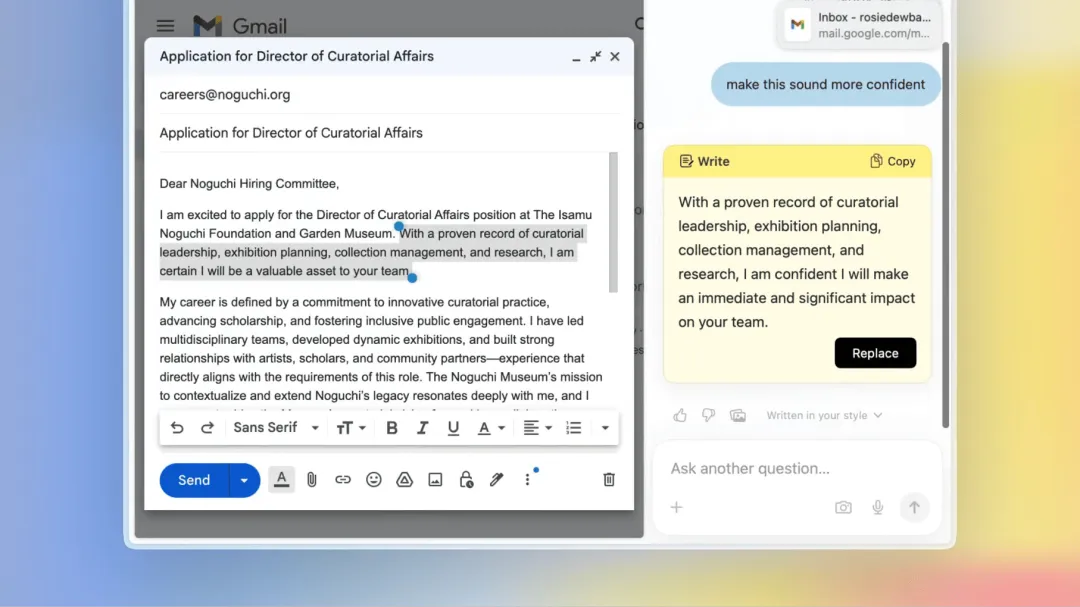 Gmail
Application for Director of Curatorial Affairs
careers@noguchi.org
Application for Director of Curatorial Affairs
Dear Noguchi Hiring Committee,
I am excited to apply for the Director of Curatorial Affairs position at The Isamu
Noguchi Foundation and Garden Museum. With a proven record of curatorial
leadership, exhibition planning, collection management, and research, I am
certain I will be a valuable asset to your team.
My career is defined by a commitment to innovative curatorial practice,
advancing scholarship, and fostering inclusive public engagement. I have led
multidisciplinary teams, developed dynamic exhibitions, and built strong
relationships with artists, scholars, and community partners—experience that
directly aligns with the requirements of this role. The Noguchi Museum's mission
to contextualize and extend Noguchi's legacy resonates deeply with me, and I
Sans Serif
Send
Inbox - rosiedewba...
mail.google.com/m...
make this sound more confident
Write
Copy
With a proven record of curatorial
leadership, exhibition planning,
collection management, and
research, I am confident I will make
an immediate and significant impact
on your team.
Replace
Written in your style
Ask another question...